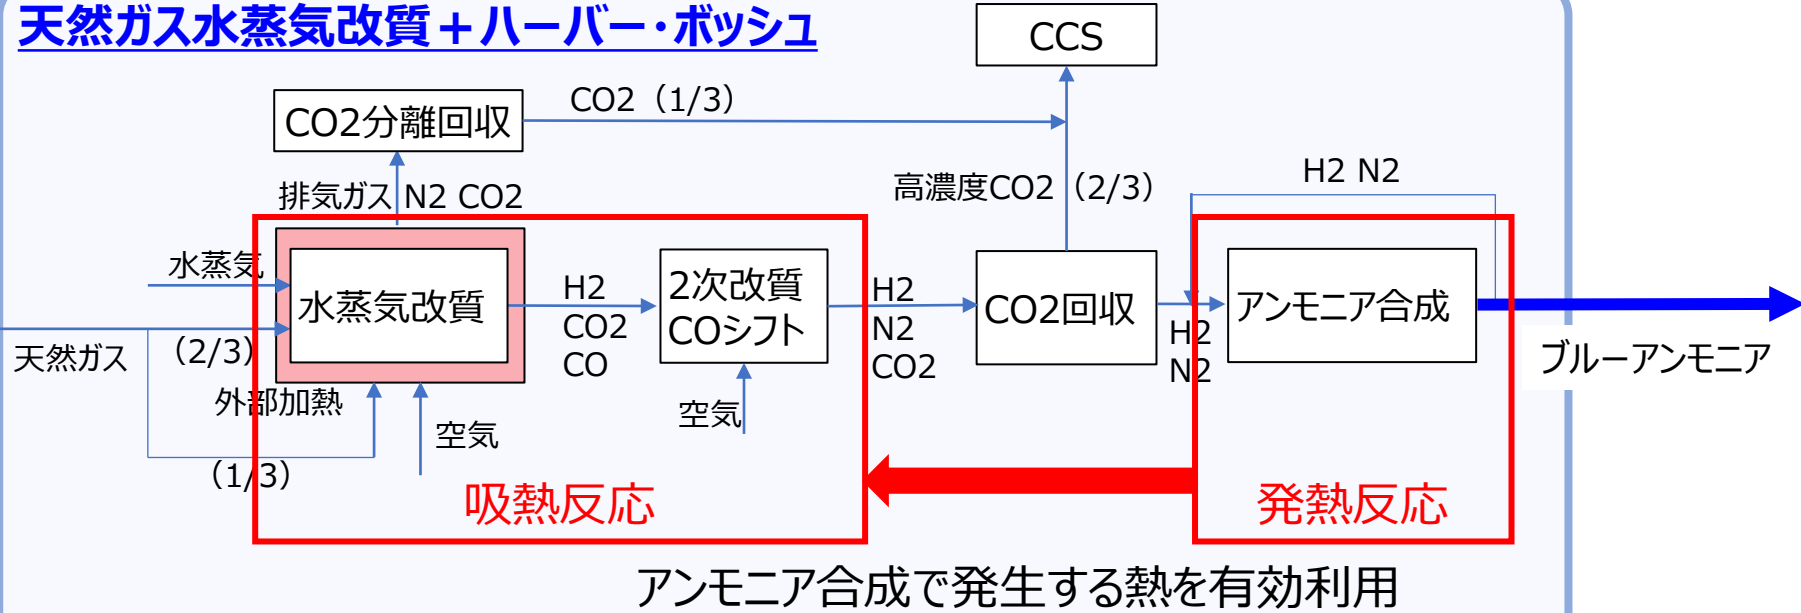 天然ガス水蒸気改質＋ハーバー・ボッシュ
CCS
CO2分離回収
CO2（1/3）
排気ガス N2 CO2
高濃度CO2（2/3）
H2 N2
水蒸気
水蒸気改質
H2
CO2
CO
2次改質
COシフト
H2
N2
CO2
CO2回収
H2
N2
アンモニア合成
天然ガス
（2/3）
外部加熱
空気
空気
（1/3）
ブルーアンモニア
吸熱反応
発熱反応
アンモニア合成で発生する熱を有効利用